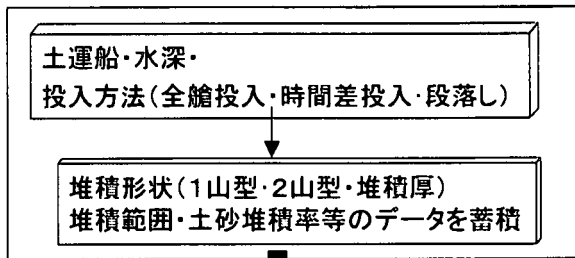 土運船・水深・
投入方法(全艙投入・時間差投入・段落し)
堆積形状(1山型・2山型・堆積厚)
堆積範囲・土砂堆積率等のデータを蓄積